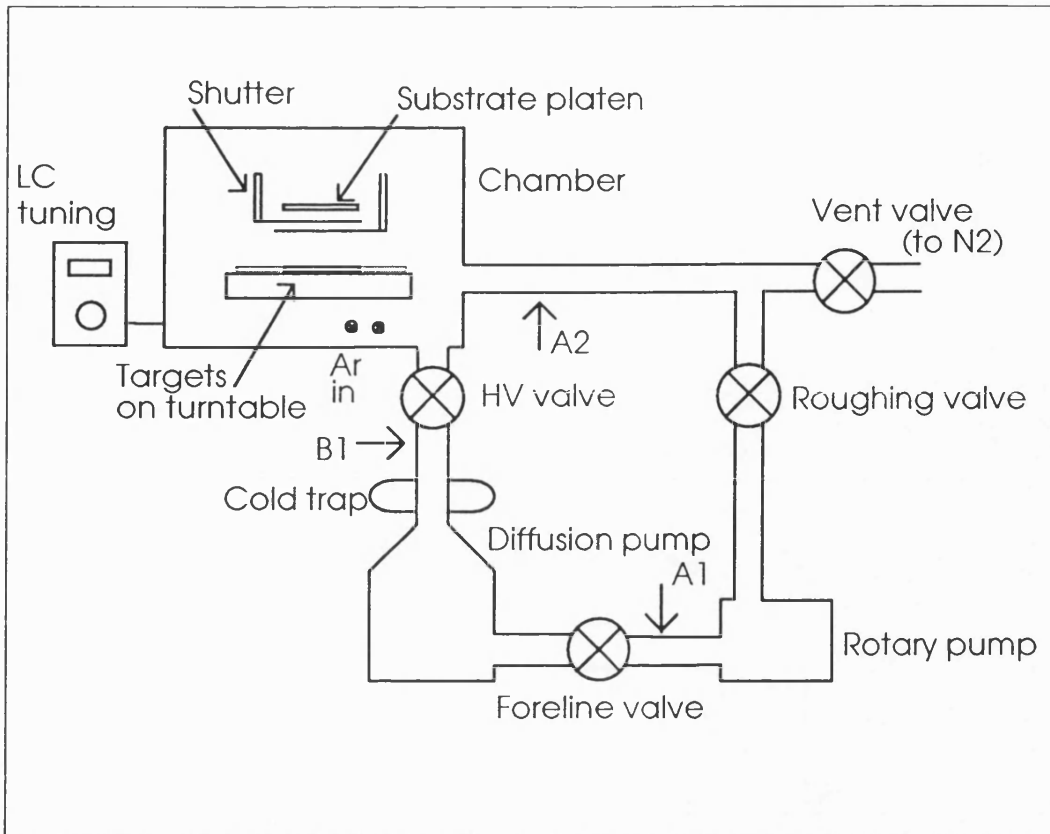 Shutter
Substrate platen
LC
tuning
Chamber
Vent valve
(to N2)
A2
Targets
on turntable
Ar
in
HV valve
Roughing valve
B1
Cold trap
Diffusion pump
A1
Rotary pump
Foreline valve